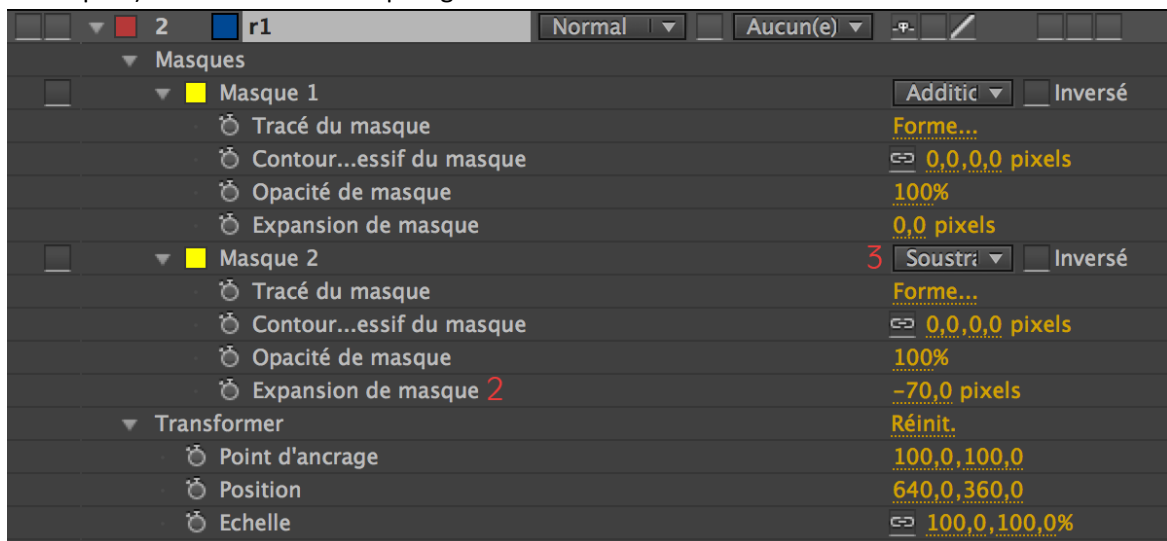 2 r1 Normal Aucun(e)
Masques
Masque 1 Additic Inversé
Tracé du masque Forme...
Contour...essif du masque 0,0,0,0 pixels
Opacité de masque 100%
Expansion de masque 0,0 pixels
Masque 2 3 Soustra Inversé
Tracé du masque Forme...
Contour...essif du masque 0,0,0,0 pixels
Opacité de masque 100%
Expansion de masque 2 -70,0 pixels
Transformer Réinit.
Point d'ancrage 100,0,100,0
Position 640,0,360,0
Echelle 100,0,100,0%